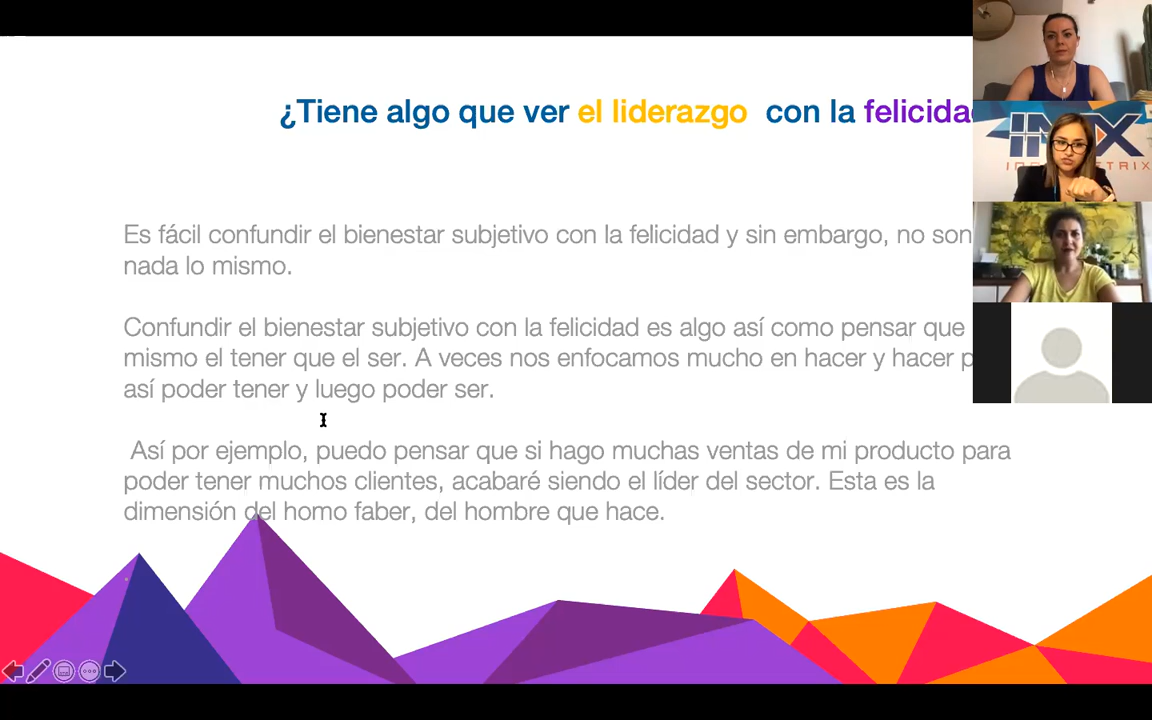 ¿Tiene algo que ver el liderazgo con la
Es fácil confundir el bienestar subjetivo con la felicidad y sin embargo, no son
nada lo mismo.
Confundir el bienestar subjetivo con la felicidad es algo así como pensar que
mismo el tener que el ser. A veces nos enfocamos mucho en hacer y hacer
así poder tener y luego poder ser.
Así por ejemplo, puedo pensar que si hago muchas ventas de mi producto para
poder tener muchos clientes, acabaré siendo el líder del sector. Esta es la
dimensión del homo faber, del hombre que hace.